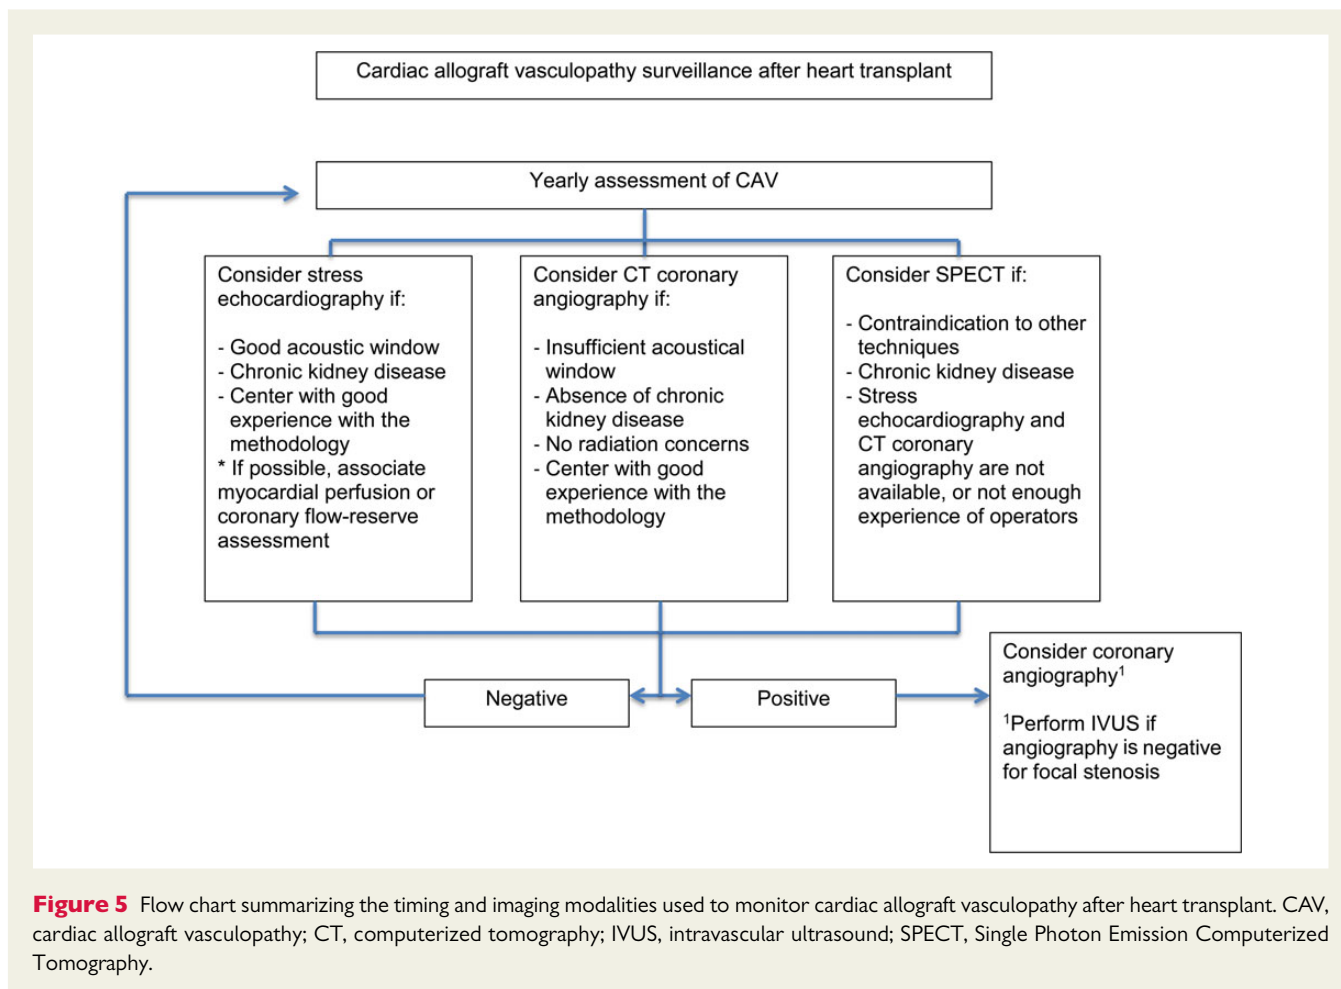 Cardiac allograft vasculopathy surveillance after heart transplant
Yearly assessment of CAV
Consider stress
echocardiography if:
- Good acoustic window
- Chronic kidney disease
- Center with good
experience with the
methodology
* If possible, associate
myocardial perfusion or
coronary flow-reserve
assessment
Consider CT coronary
angiography if:
- Insufficient acoustical
window
- Absence of chronic
kidney disease
- No radiation concerns
- Center with good
experience with the
methodology
Consider SPECT if:
- Contraindication to other
techniques
- Chronic kidney disease
- Stress
echocardiography and
CT coronary
angiography are not
available, or not enough
experience of operators
Negative
Positive
Consider coronary
angiography¹
¹Perform IVUS if
angiography is negative
for focal stenosis
Figure 5 Flow chart summarizing the timing and imaging modalities used to monitor cardiac allograft vasculopathy after heart transplant. CAV,
cardiac allograft vasculopathy; CT, computerized tomography; IVUS, intravascular ultrasound; SPECT, Single Photon Emission Computerized
Tomography.